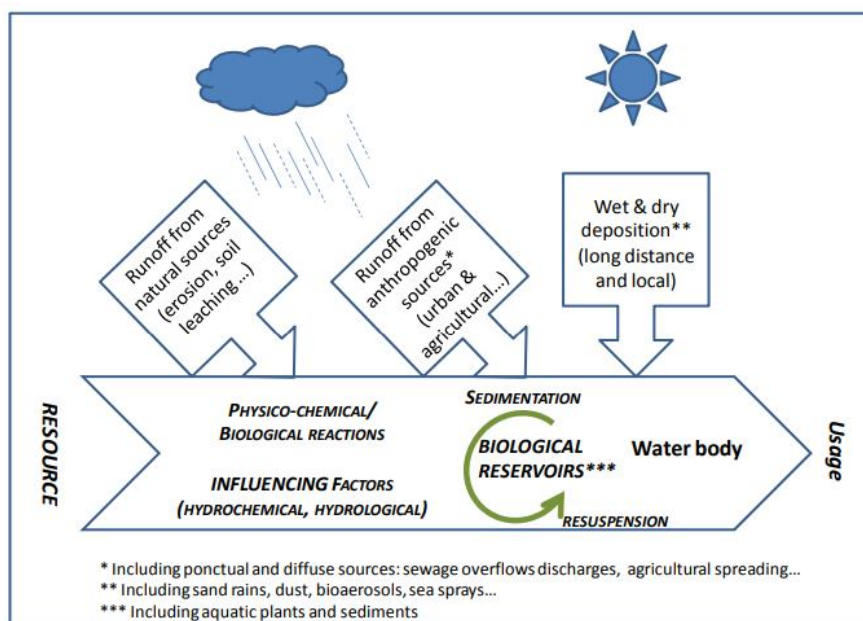 Runoff from
natural sources
(erosion, soil
leaching...)
Runoff from
anthropogenic
sources*
(urban &
agricultural...)
Wet & dry
deposition**
(long distance
and local)
RESOURCE
PHYSICO-CHEMICAL/
BIOLOGICAL REACTIONS
INFLUENCING FACTORS
(HYDROCHEMICAL, HYDROLOGICAL)
SEDIMENTATION
BIOLOGICAL
RESERVOIRS***
RESUSPENSION
Water body
Usage
* Including ponctual and diffuse sources: sewage overflows discharges, agricultural spreading...
** Including sand rains, dust, bioaerosols, sea sprays...
*** Including aquatic plants and sediments